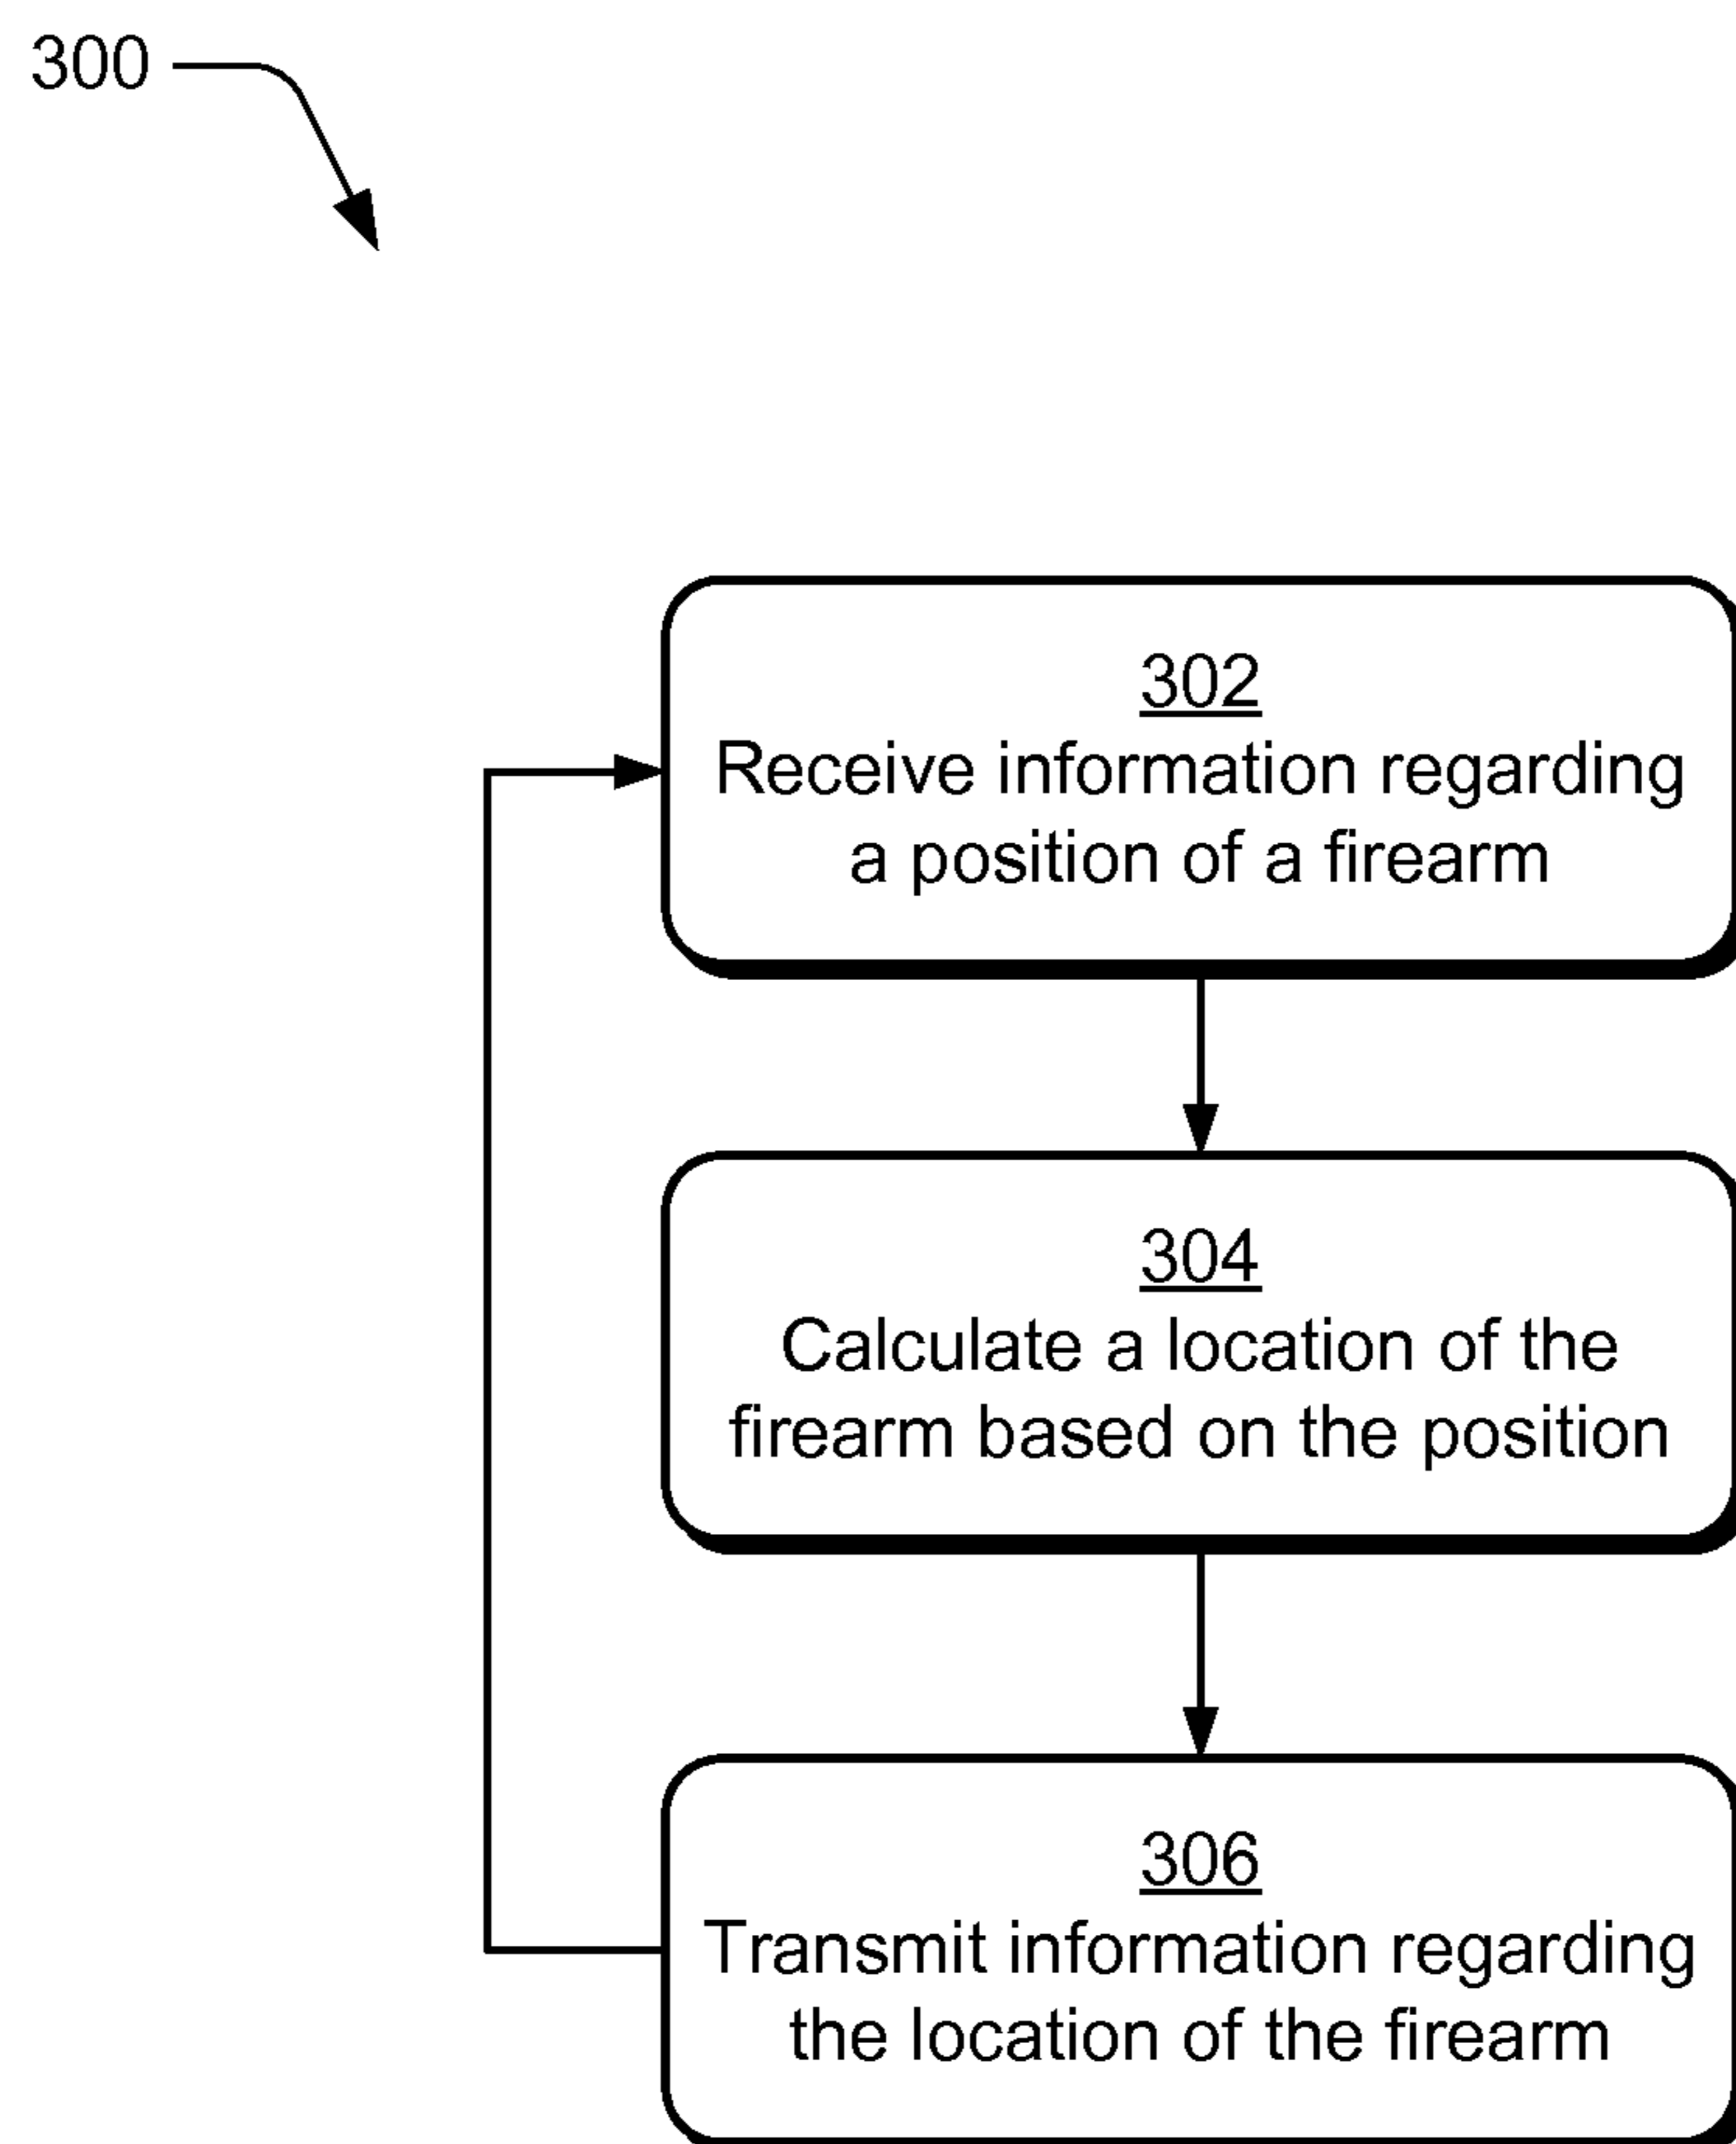 300
302
Receive information regarding
a position of a firearm
304
Calculate a location of the
firearm based on the position
306
Transmit information regarding
the location of the firearm